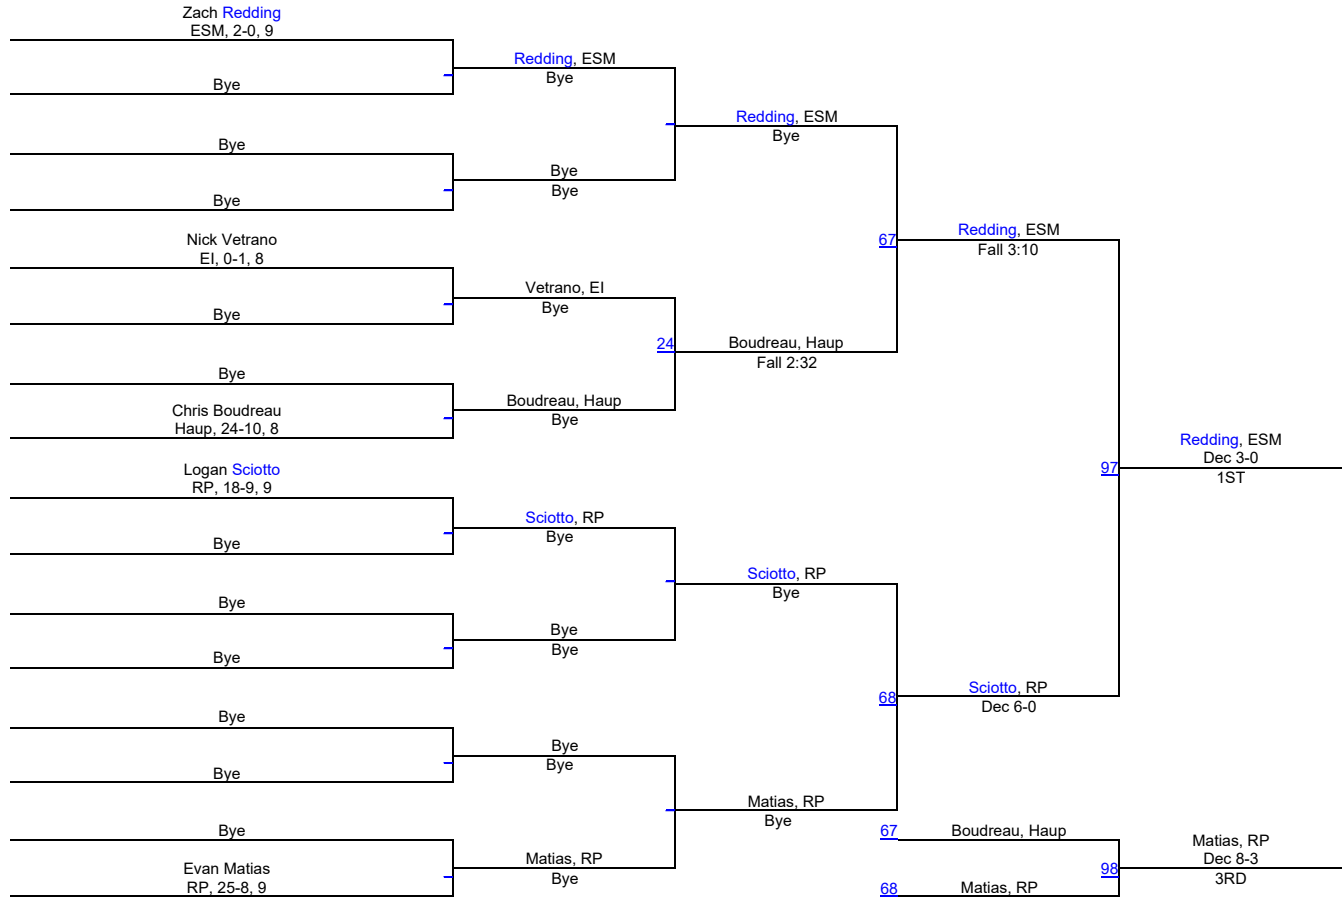 Zach Redding
ESM, 2-0, 9
Bye
Bye
Bye
Nick Vetrano
EI, 0-1, 8
Bye
Bye
Chris Boudreau
Haup, 24-10, 8
Logan Sciotto
RP, 18-9, 9
Bye
Bye
Bye
Bye
Bye
Bye
Evan Matias
RP, 25-8, 9
Redding, ESM
Bye
Bye
Bye
Vetrano, EI
Bye
24
Boudreau, Haup
Bye
Sciotto, RP
Bye
Bye
Bye
Bye
Bye
Matias, RP
Bye
Redding, ESM
Bye
67
Boudreau, Haup
Fall 2:32
Sciotto, RP
Bye
68
Matias, RP
Bye
Redding, ESM
Fall 3:10
97
Sciotto, RP
Dec 6-0
Redding, ESM
Dec 3-0
1ST
67
Boudreau, Haup
98
68
Matias, RP
Matias, RP
Dec 8-3
3RD